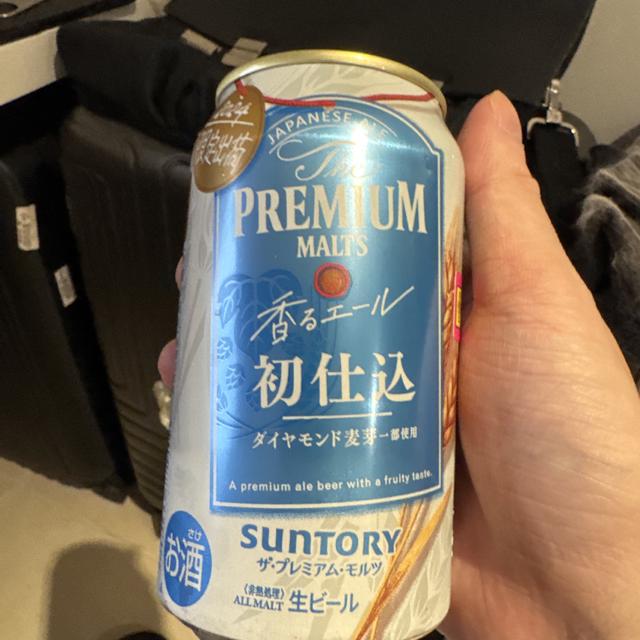 JAPANESE ALE
The
PREMIUM
MALTS
香るエール
初仕込
ダイヤモンド麦芽一部使用
A premium ale beer with a fruity taste.
SUNTORY
ザ・プレミアム・モルツ
〈非熱処理〉
ALL MALT 生ビール
さけ
お酒